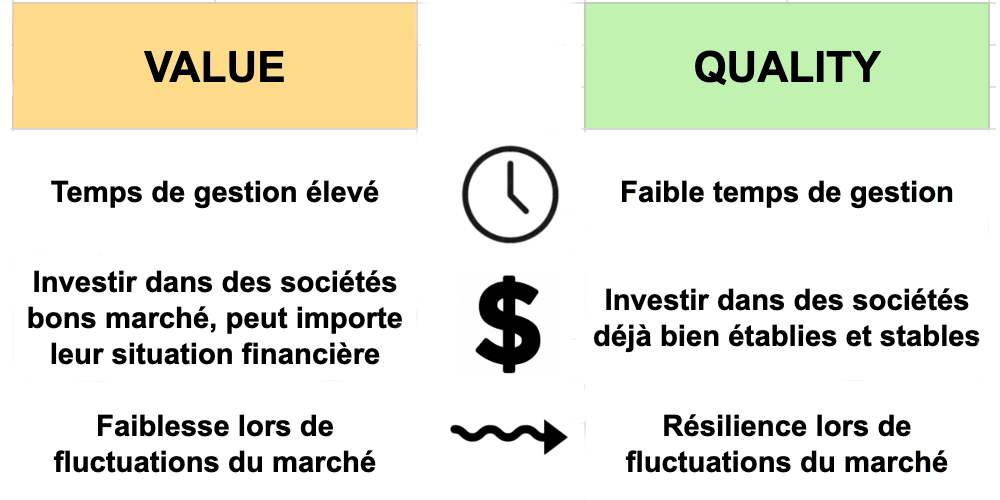 VALUE
QUALITY
Temps de gestion élevé
Faible temps de gestion
Investir dans des sociétés
bons marché, peut importe
leur situation financière
$
Investir dans des sociétés
déjà bien établies et stables
Faiblesse lors de
fluctuations du marché
Résilience lors de
fluctuations du marché